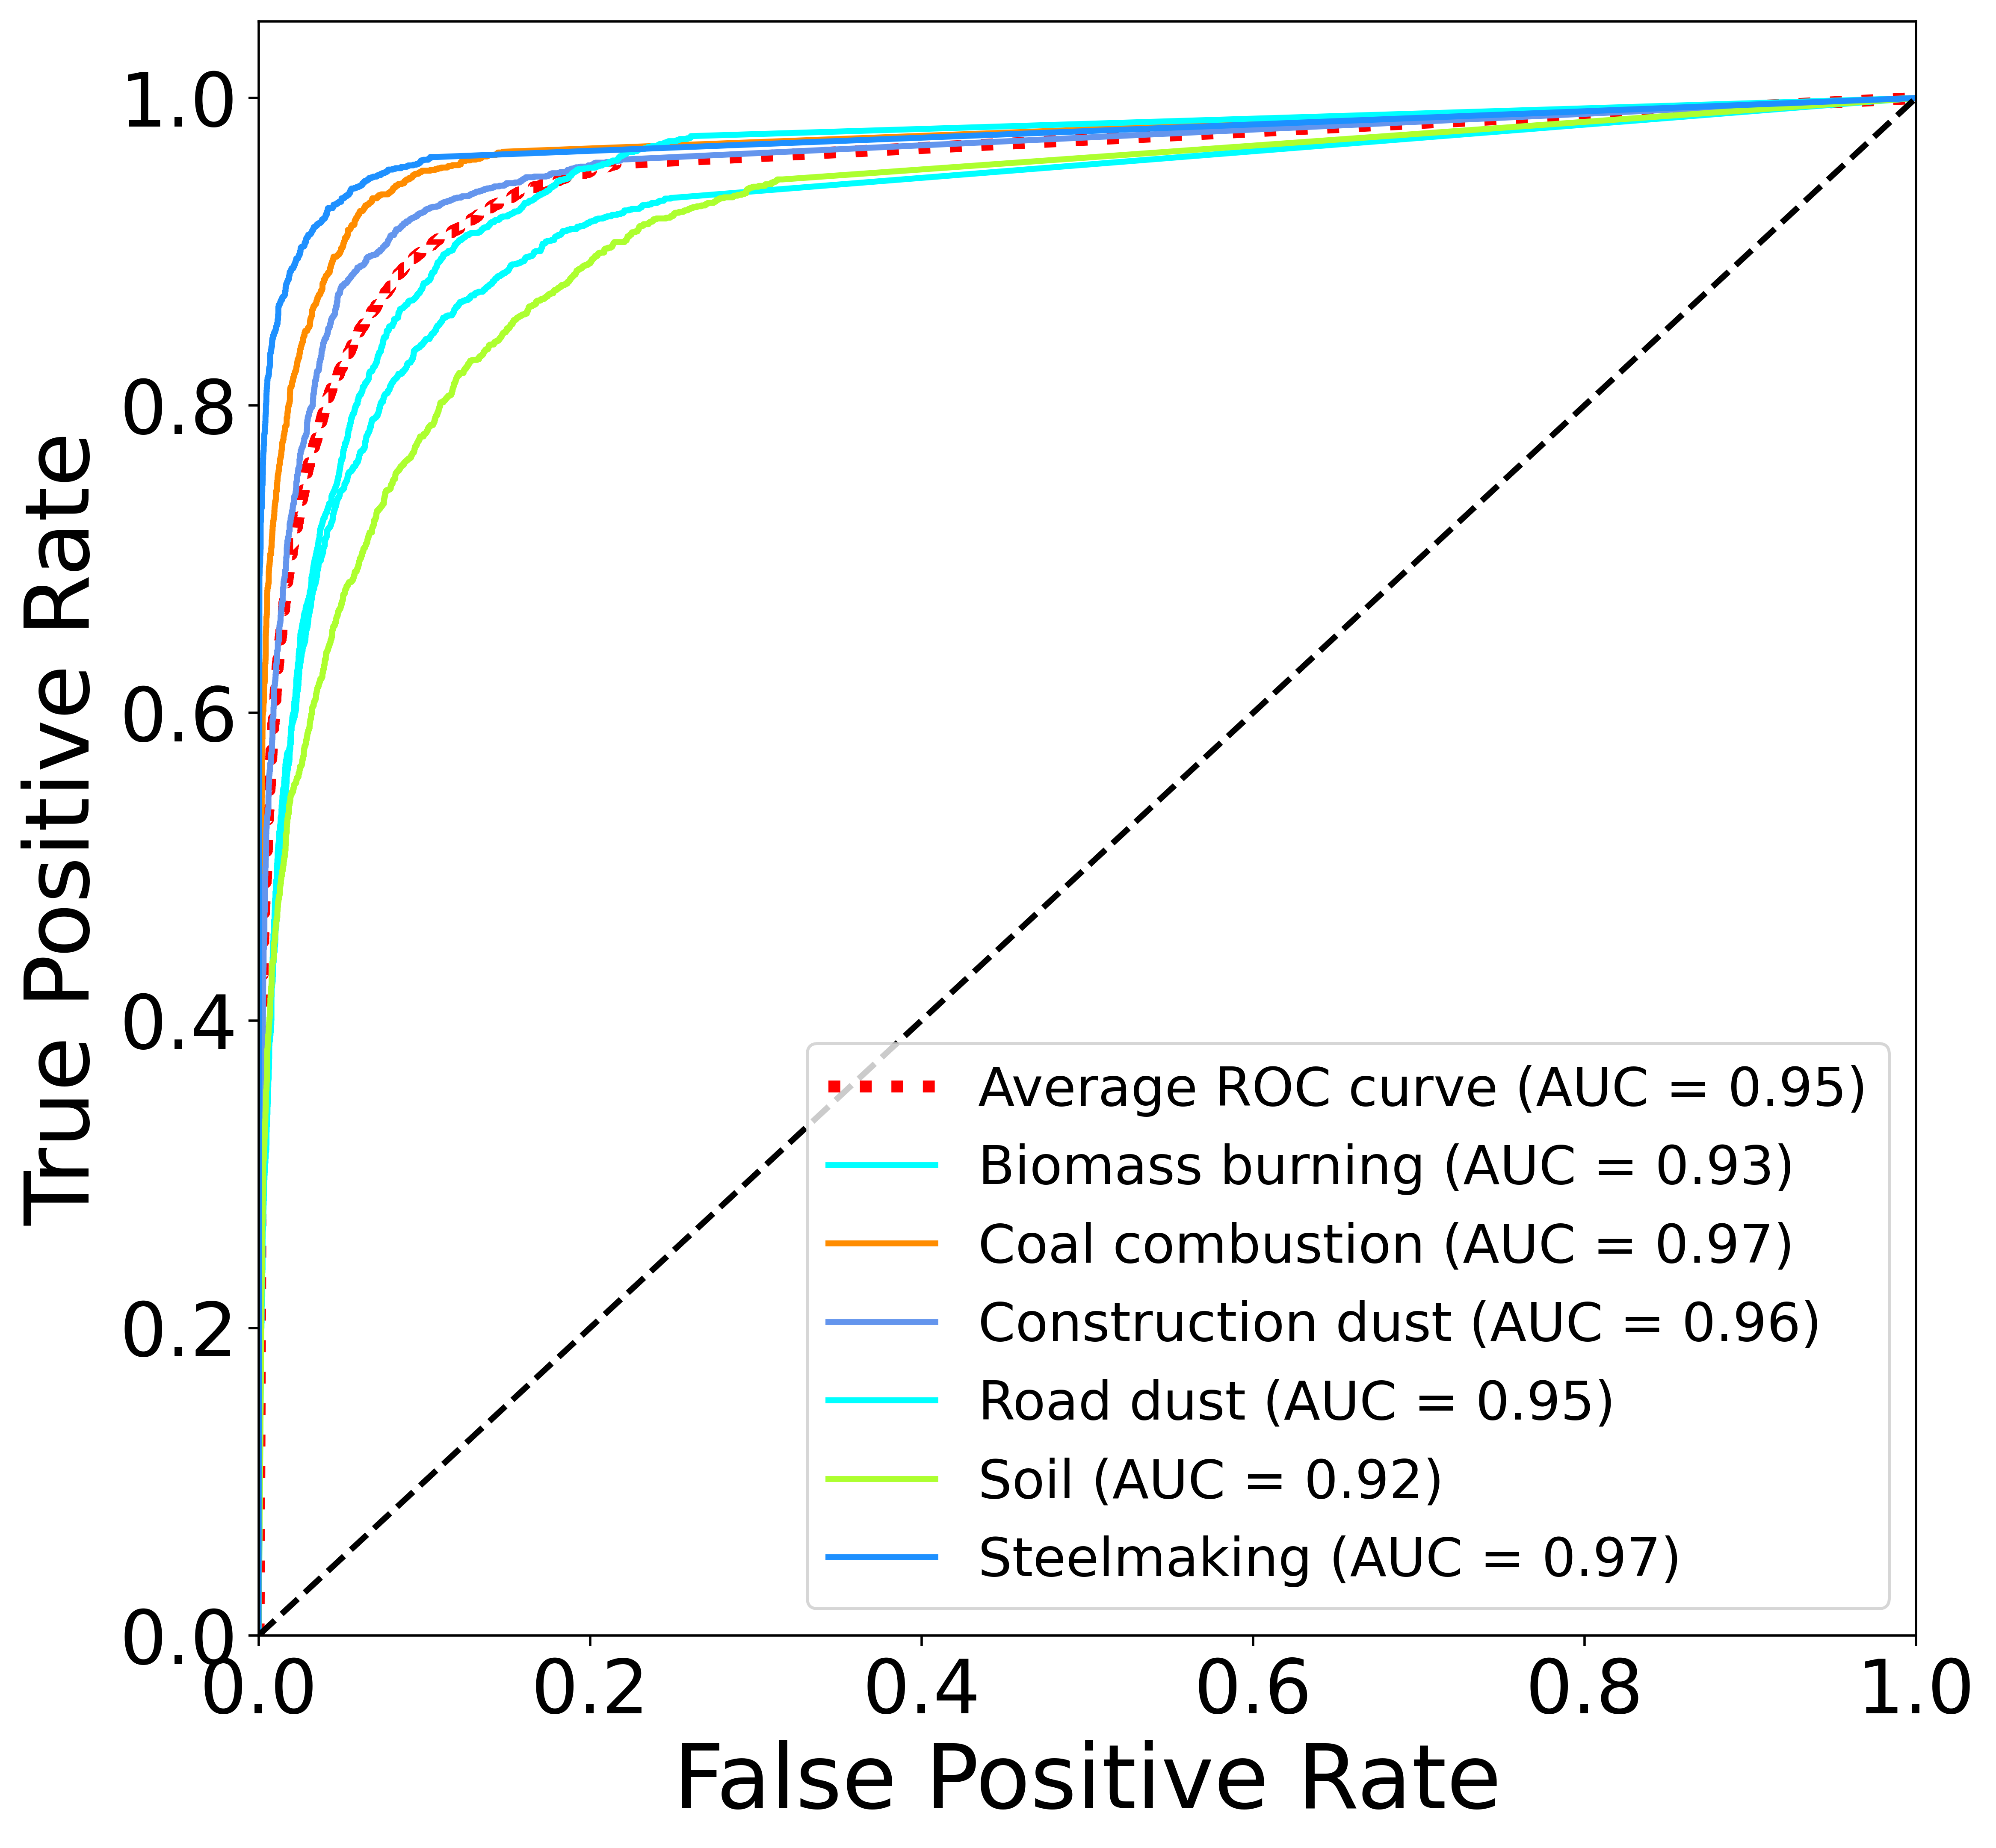 True Positive Rate
1.0
0.8
0.6
0.4
0.2
0.0
Average ROC curve (AUC = 0.95)
Biomass burning (AUC = 0.93)
Coal combustion (AUC = 0.97)
Construction dust (AUC = 0.96)
Road dust (AUC = 0.95)
Soil (AUC = 0.92)
Steelmaking (AUC = 0.97)
0.0 0.2 0.4 0.6 0.8 1.0
False Positive Rate